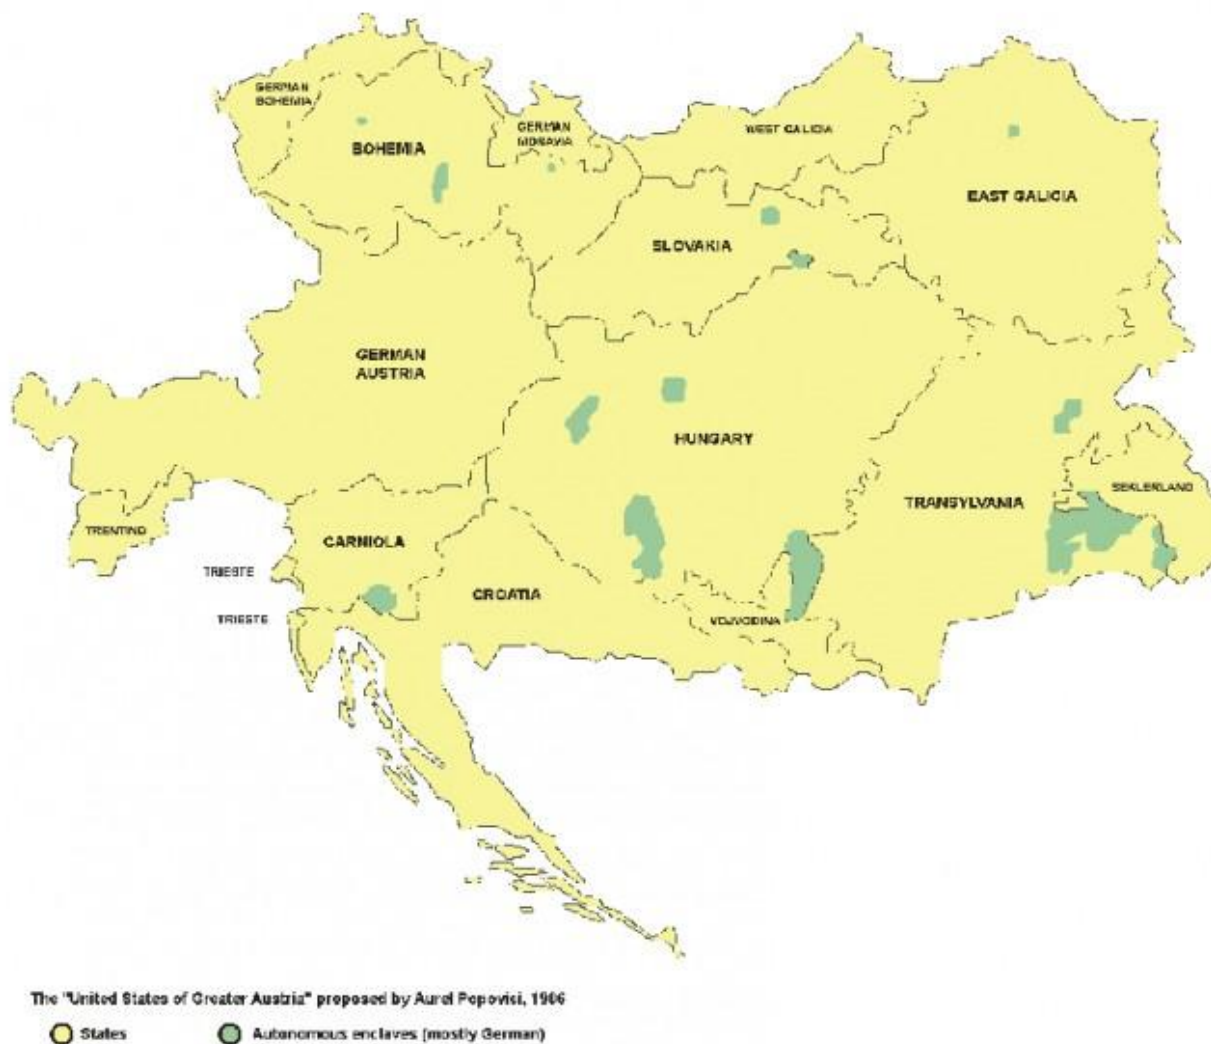 GERMAN
BOHEMIA
BOHEMIA
GERMAN
MORAVIA
WEST GALICIA
EAST GALICIA
SLOVAKIA
GERMAN
AUSTRIA
HUNGARY
TRANSYLVANIA
SEKLERLAND
TRENTINO
CARNIOLA
TRIESTE
TRIESTE
CROATIA
VOJVODINA
The "United States of Greater Austria" proposed by Aurel Popovici, 1906
States
Autonomous enclaves (mostly German)